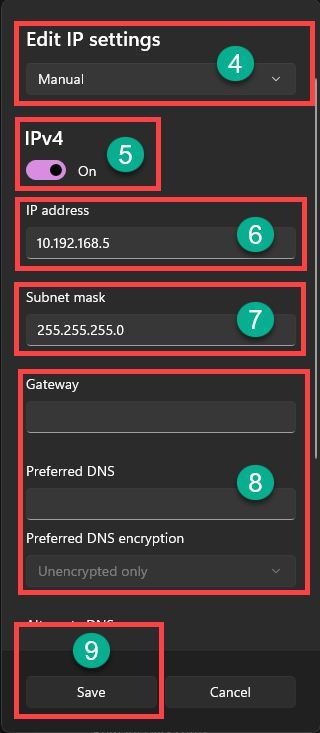 Edit IP settings
4
Manual
IPv4
5
On
IP address
10.192.168.5
6
Subnet mask
255.255.255.0
7
Gateway
Preferred DNS
8
Preferred DNS encryption
Unencrypted only
9
Save
Cancel